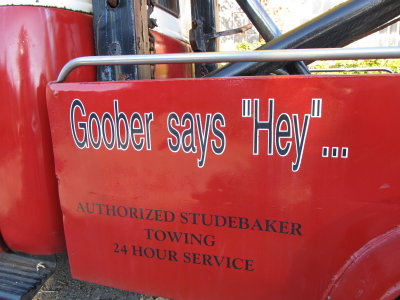 Goober says "Hey"...
AUTHORIZED STUDEBAKER
TOWING
24 HOUR SERVICE